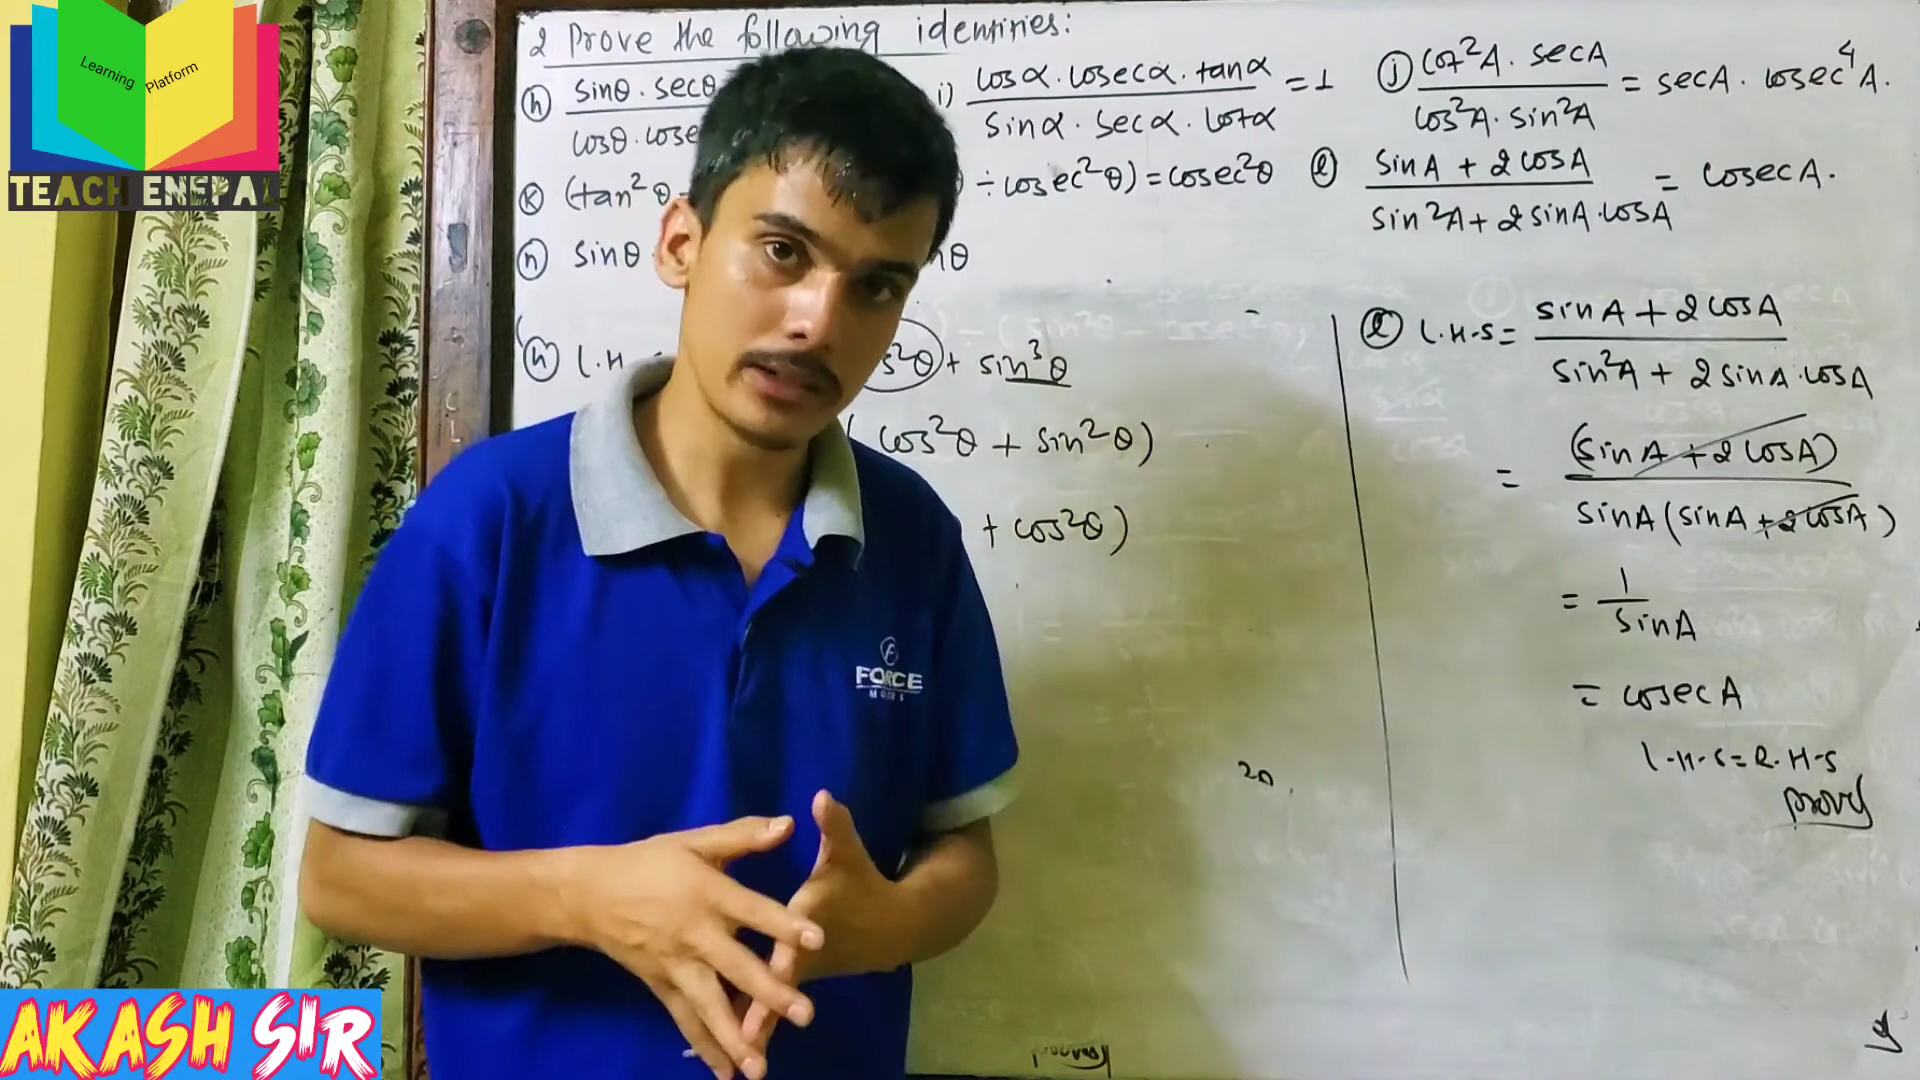 Learning Platform
TEACH ENEPAL
2 Prove the following identities:
(h) sinθ · secθ / cosθ · cose
i) cosα · cosecα · tanα / sinα · secα · cotα = 1
(j) cot²A · secA / cos²A · sin²A = secA · cosec⁴A.
(k) (tan²θ
÷ cosec²θ) = cosec²θ
(l) sinA + 2cosA / sin²A + 2sinA·cosA = cosecA.
(n) sinθ
nθ
(n) L.H
s²θ + sin³θ
(cos²θ + sin²θ)
+ cos²θ)
(l) L.H.S = sinA + 2cosA / sin²A + 2sinA·cosA
= (sinA + 2cosA) / sinA(sinA + 2cosA)
= 1 / sinA
= cosecA
L.H.S = R.H.S
FORCE
AKASH SIR